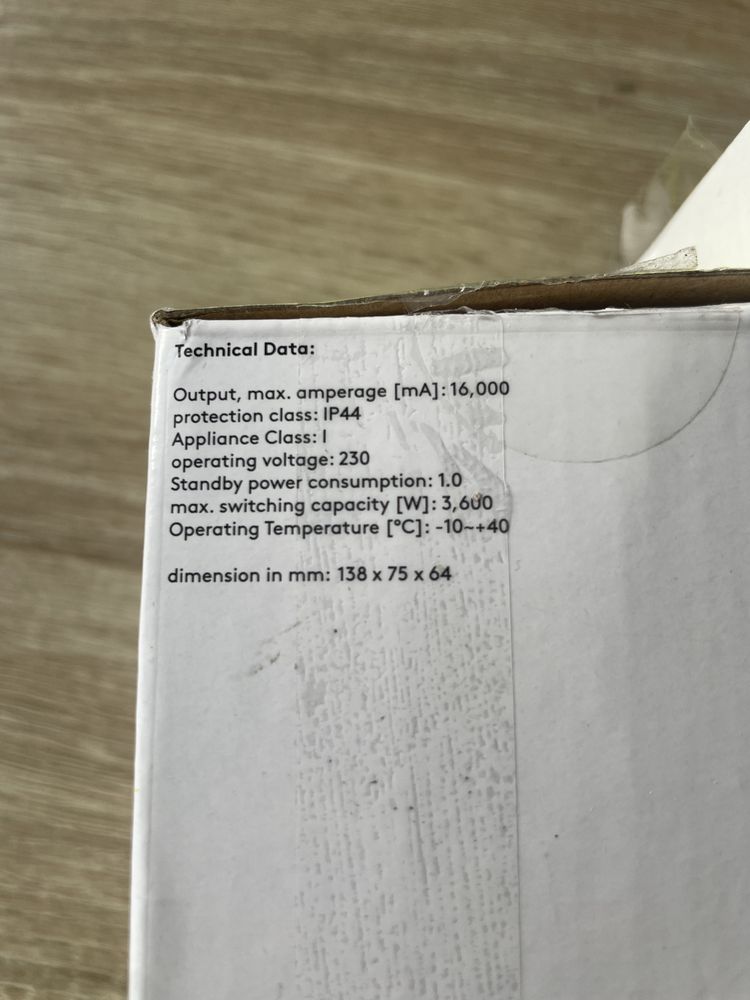 Technical Data:
Output, max. amperage [mA]: 16,000
protection class: IP44
Appliance Class: I
operating voltage: 230
Standby power consumption: 1.0
max. switching capacity [W]: 3,600
Operating Temperature [°C]: -10~+40
dimension in mm: 138 x 75 x 64